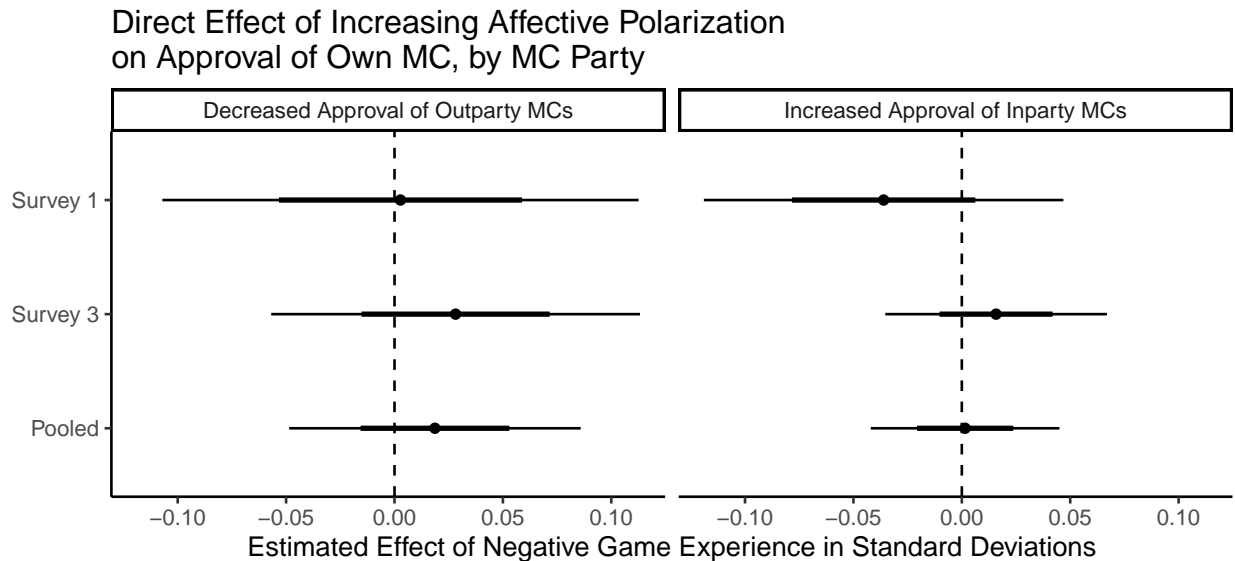 Direct Effect of Increasing Affective Polarization
on Approval of Own MC, by MC Party
Decreased Approval of Outparty MCs
Increased Approval of Inparty MCs
Survey 1
Survey 3
Pooled
−0.10 −0.05 0.00 0.05 0.10
−0.10 −0.05 0.00 0.05 0.10
Estimated Effect of Negative Game Experience in Standard Deviations